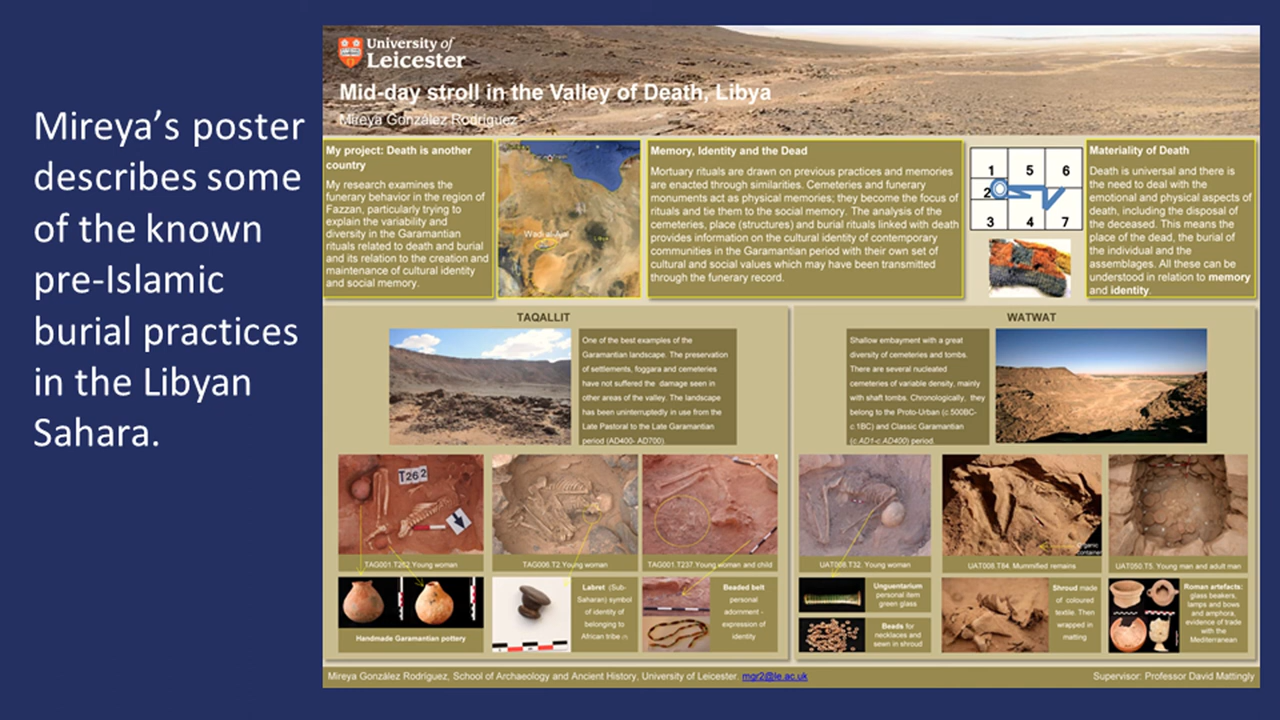 Mireya’s poster
describes some
of the known
pre-Islamic
burial practices
in the Libyan
Sahara.
University of
Leicester
Mid-day stroll in the Valley of Death, Libya
Mireya González Rodríguez
My project: Death is another
country
My research examines the
funerary behavior in the region of
Fazzan, particularly trying to
explain the variability and
diversity in the Garamantian
rituals related to death and burial
and its relation to the creation and
maintenance of cultural identity
and social memory.
Memory, Identity and the Dead
Mortuary rituals are drawn on previous practices and memories
are enacted through similarities. Cemeteries and funerary
monuments act as physical memories; they become the focus of
rituals and tie them to the social memory. The analysis of the
cemeteries, place (structures) and burial rituals linked with death
provides information on the cultural identity of contemporary
communities in the Garamantian period with their own set of
cultural and social values which may have been transmitted
through the funerary record.
1 5 6
2
3 4 7
Materiality of Death
Death is universal and there is
the need to deal with the
emotional and physical aspects of
death, including the disposal of
the deceased. This means the
place of the dead, the burial of
the individual and the
assemblages. All these can be
understood in relation to memory
and identity.
TAQALLIT
One of the best examples of the
Garamantian landscape. The preservation
of settlements, foggara and cemeteries
have not suffered the damage seen in
other areas of the valley. The landscape
has been uninterruptedly in use from the
Late Pastoral to the Late Garamantian
period (AD400- AD700).
T262
TAG001.T262.Young woman
TAG006.T2.Young woman
TAG001.T237.Young woman and child
Handmade Garamantian pottery
Labret (Sub-
Saharan) symbol
of identity of
belonging to
African tribe (?)
Beaded belt
personal
adornment -
expression of
identity
WATWAT
Shallow embayment with a great
diversity of cemeteries and tombs.
There are several nucleated
cemeteries of variable density, mainly
with shaft tombs. Chronologically, they
belong to the Proto-Urban (c.500BC-
c.1BC) and Classic Garamantian
(c.AD1-c.AD400) period.
Organic
container
UAT008.T32. Young woman
UAT008.T84. Mummified remains
UAT050.T5. Young man and adult man
Unguentarium
personal item
green glass
Beads for
necklaces and
sewn in shroud
Shroud made
of coloured
textile. Then
wrapped in
matting
Roman artefacts:
glass beakers,
lamps and bows
and amphora,
evidence of trade
with the
Mediterranean
Mireya González Rodríguez, School of Archaeology and Ancient History, University of Leicester. mgr2@le.ac.uk
Supervisor: Professor David Mattingly